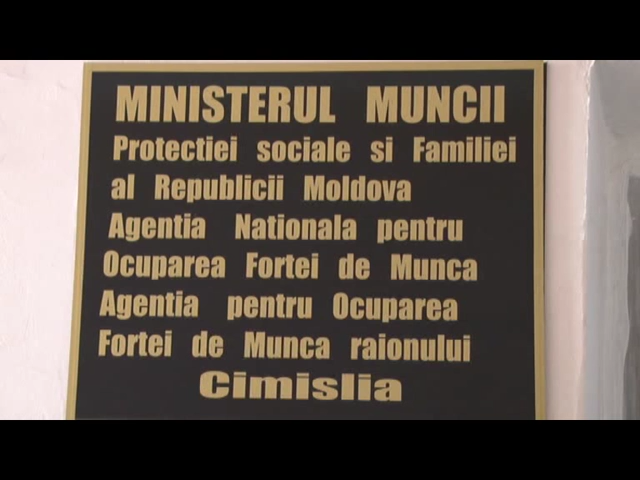 MINISTERUL MUNCII
Protectiei sociale si Familiei
al Republicii Moldova
Agentia Nationala pentru
Ocuparea Fortei de Munca
Agentia pentru Ocuparea
Fortei de Munca raionului
Cimislia